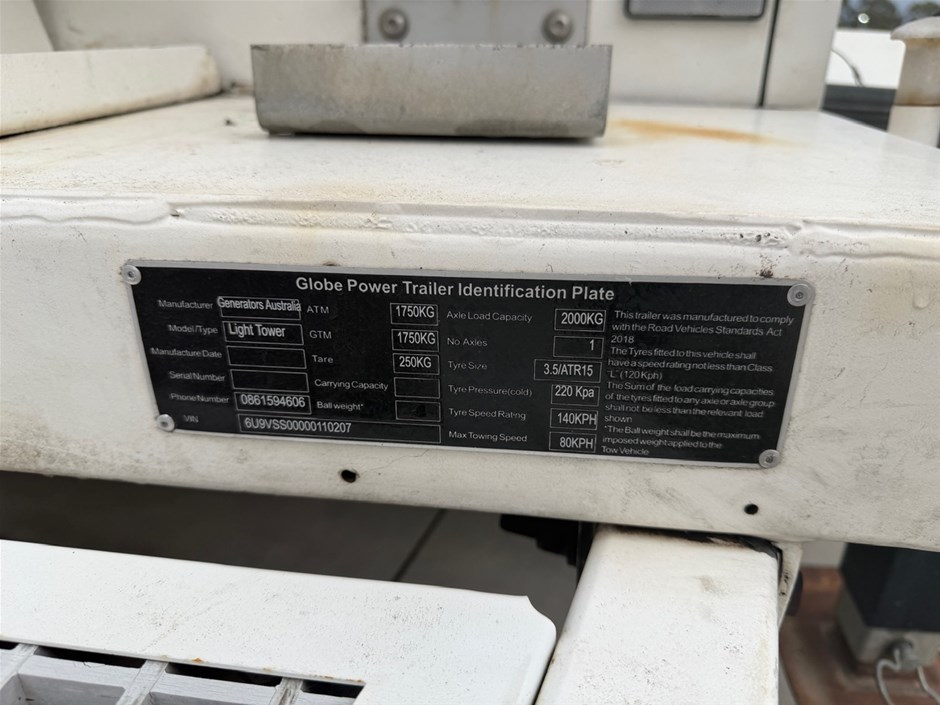 Globe Power Trailer Identification Plate
Manufacturer Generators Australia ATM 1750KG Axle Load Capacity 2000KG
Model/Type Light Tower GTM 1750KG No Axles 1
Manufacture Date Tare 250KG Tyre Size 3.5/ATR15
Serial Number Carrying Capacity Tyre Pressure(cold) 220 Kpa
Phone Number 0861594606 Ball weight* Tyre Speed Ratng 140KPH
VIN 6U9VSS00000110207 Max Towing Speed 80KPH
This trailer was manufactured to comply
with the Road Vehicles Standards Act
2018
The Tyres fitted to this vehicle shall
have a speed rating not less than Class
"L" (120 Kph)
The Sum of the load carrying capacities
of the tyres fitted to any axle or axle group
shall not be less than the relevant load
shown
*The Ball weight shall be the maximum
imposed weight applied to the
Tow Vehicle